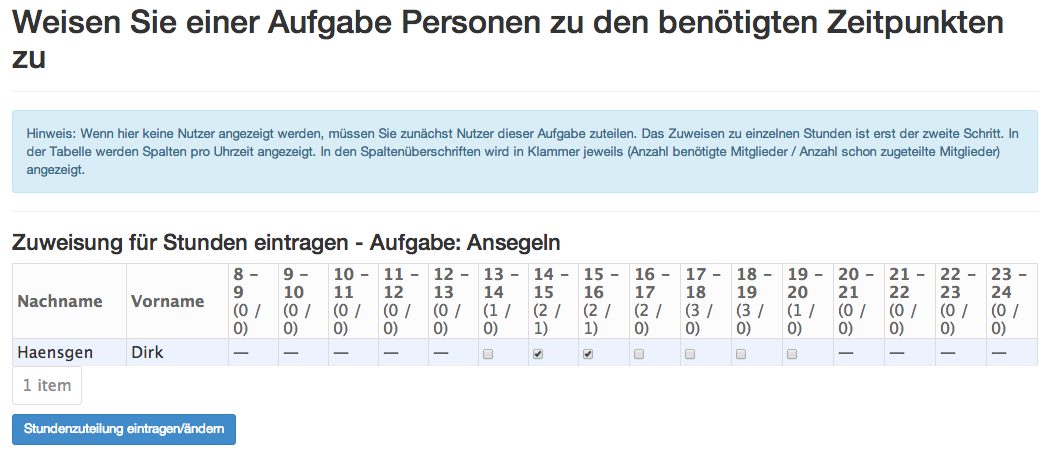 Weisen Sie einer Aufgabe Personen zu den benötigten Zeitpunkten
zu
Hinweis: Wenn hier keine Nutzer angezeigt werden, müssen Sie zunächst Nutzer dieser Aufgabe zuteilen. Das Zuweisen zu einzelnen Stunden ist erst der zweite Schritt. In
der Tabelle werden Spalten pro Uhrzeit angezeigt. In den Spaltenüberschriften wird in Klammer jeweils (Anzahl benötigte Mitglieder / Anzahl schon zugeteilte Mitglieder)
angezeigt.
Zuweisung für Stunden eintragen - Aufgabe: Ansegeln
Nachname Vorname 8 – 9 (0 / 0) 9 – 10 (0 / 0) 10 – 11 (0 / 0) 11 – 12 (0 / 0) 12 – 13 (0 / 0) 13 – 14 (1 / 0) 14 – 15 (2 / 1) 15 – 16 (2 / 1) 16 – 17 (2 / 0) 17 – 18 (3 / 0) 18 – 19 (3 / 0) 19 – 20 (1 / 0) 20 – 21 (0 / 0) 21 – 22 (0 / 0) 22 – 23 (0 / 0) 23 – 24 (0 / 0)
Haensgen Dirk — — — — — — — — —
1 item
Stundenzuteilung eintragen/ändern